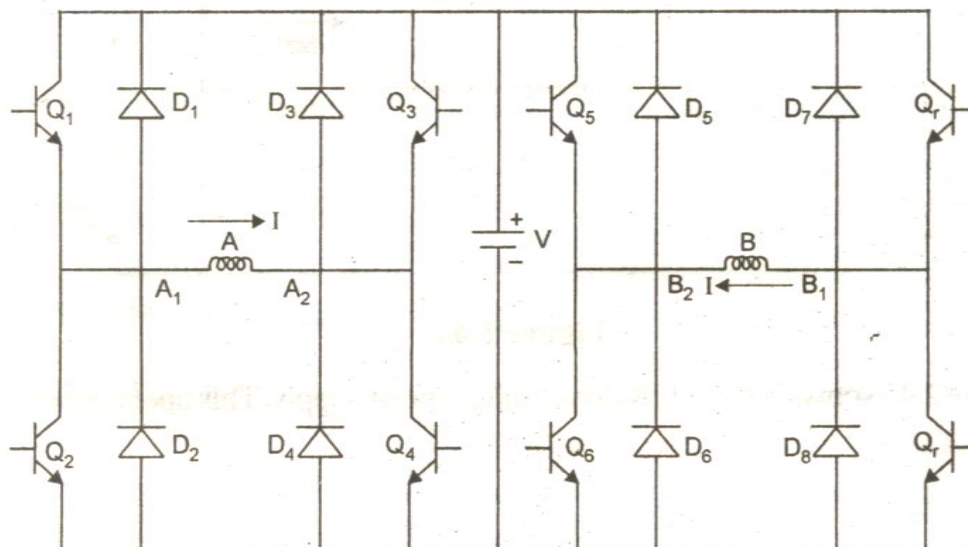 Q1 D1 D3 Q3 Q5 D5 D7 Qr
I
A + B
V
A1 A2 - B2 I B1
Q2 D2 D4 Q4 Q6 D6 D8 Qr